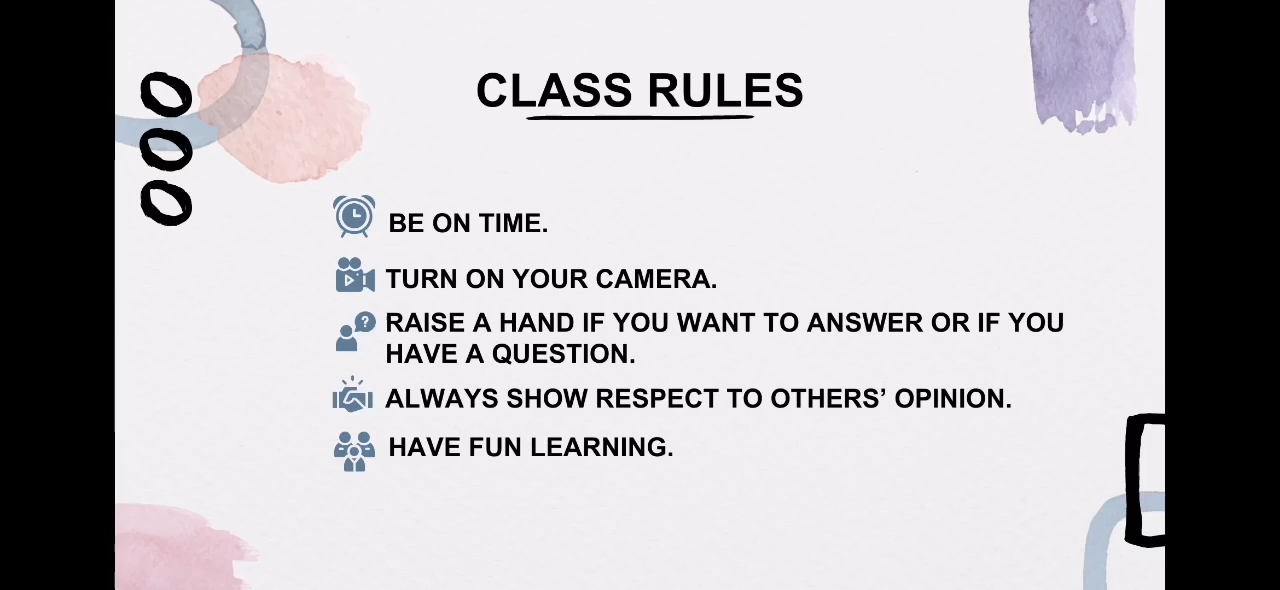 CLASS RULES
BE ON TIME.
TURN ON YOUR CAMERA.
RAISE A HAND IF YOU WANT TO ANSWER OR IF YOU
HAVE A QUESTION.
ALWAYS SHOW RESPECT TO OTHERS’ OPINION.
HAVE FUN LEARNING.